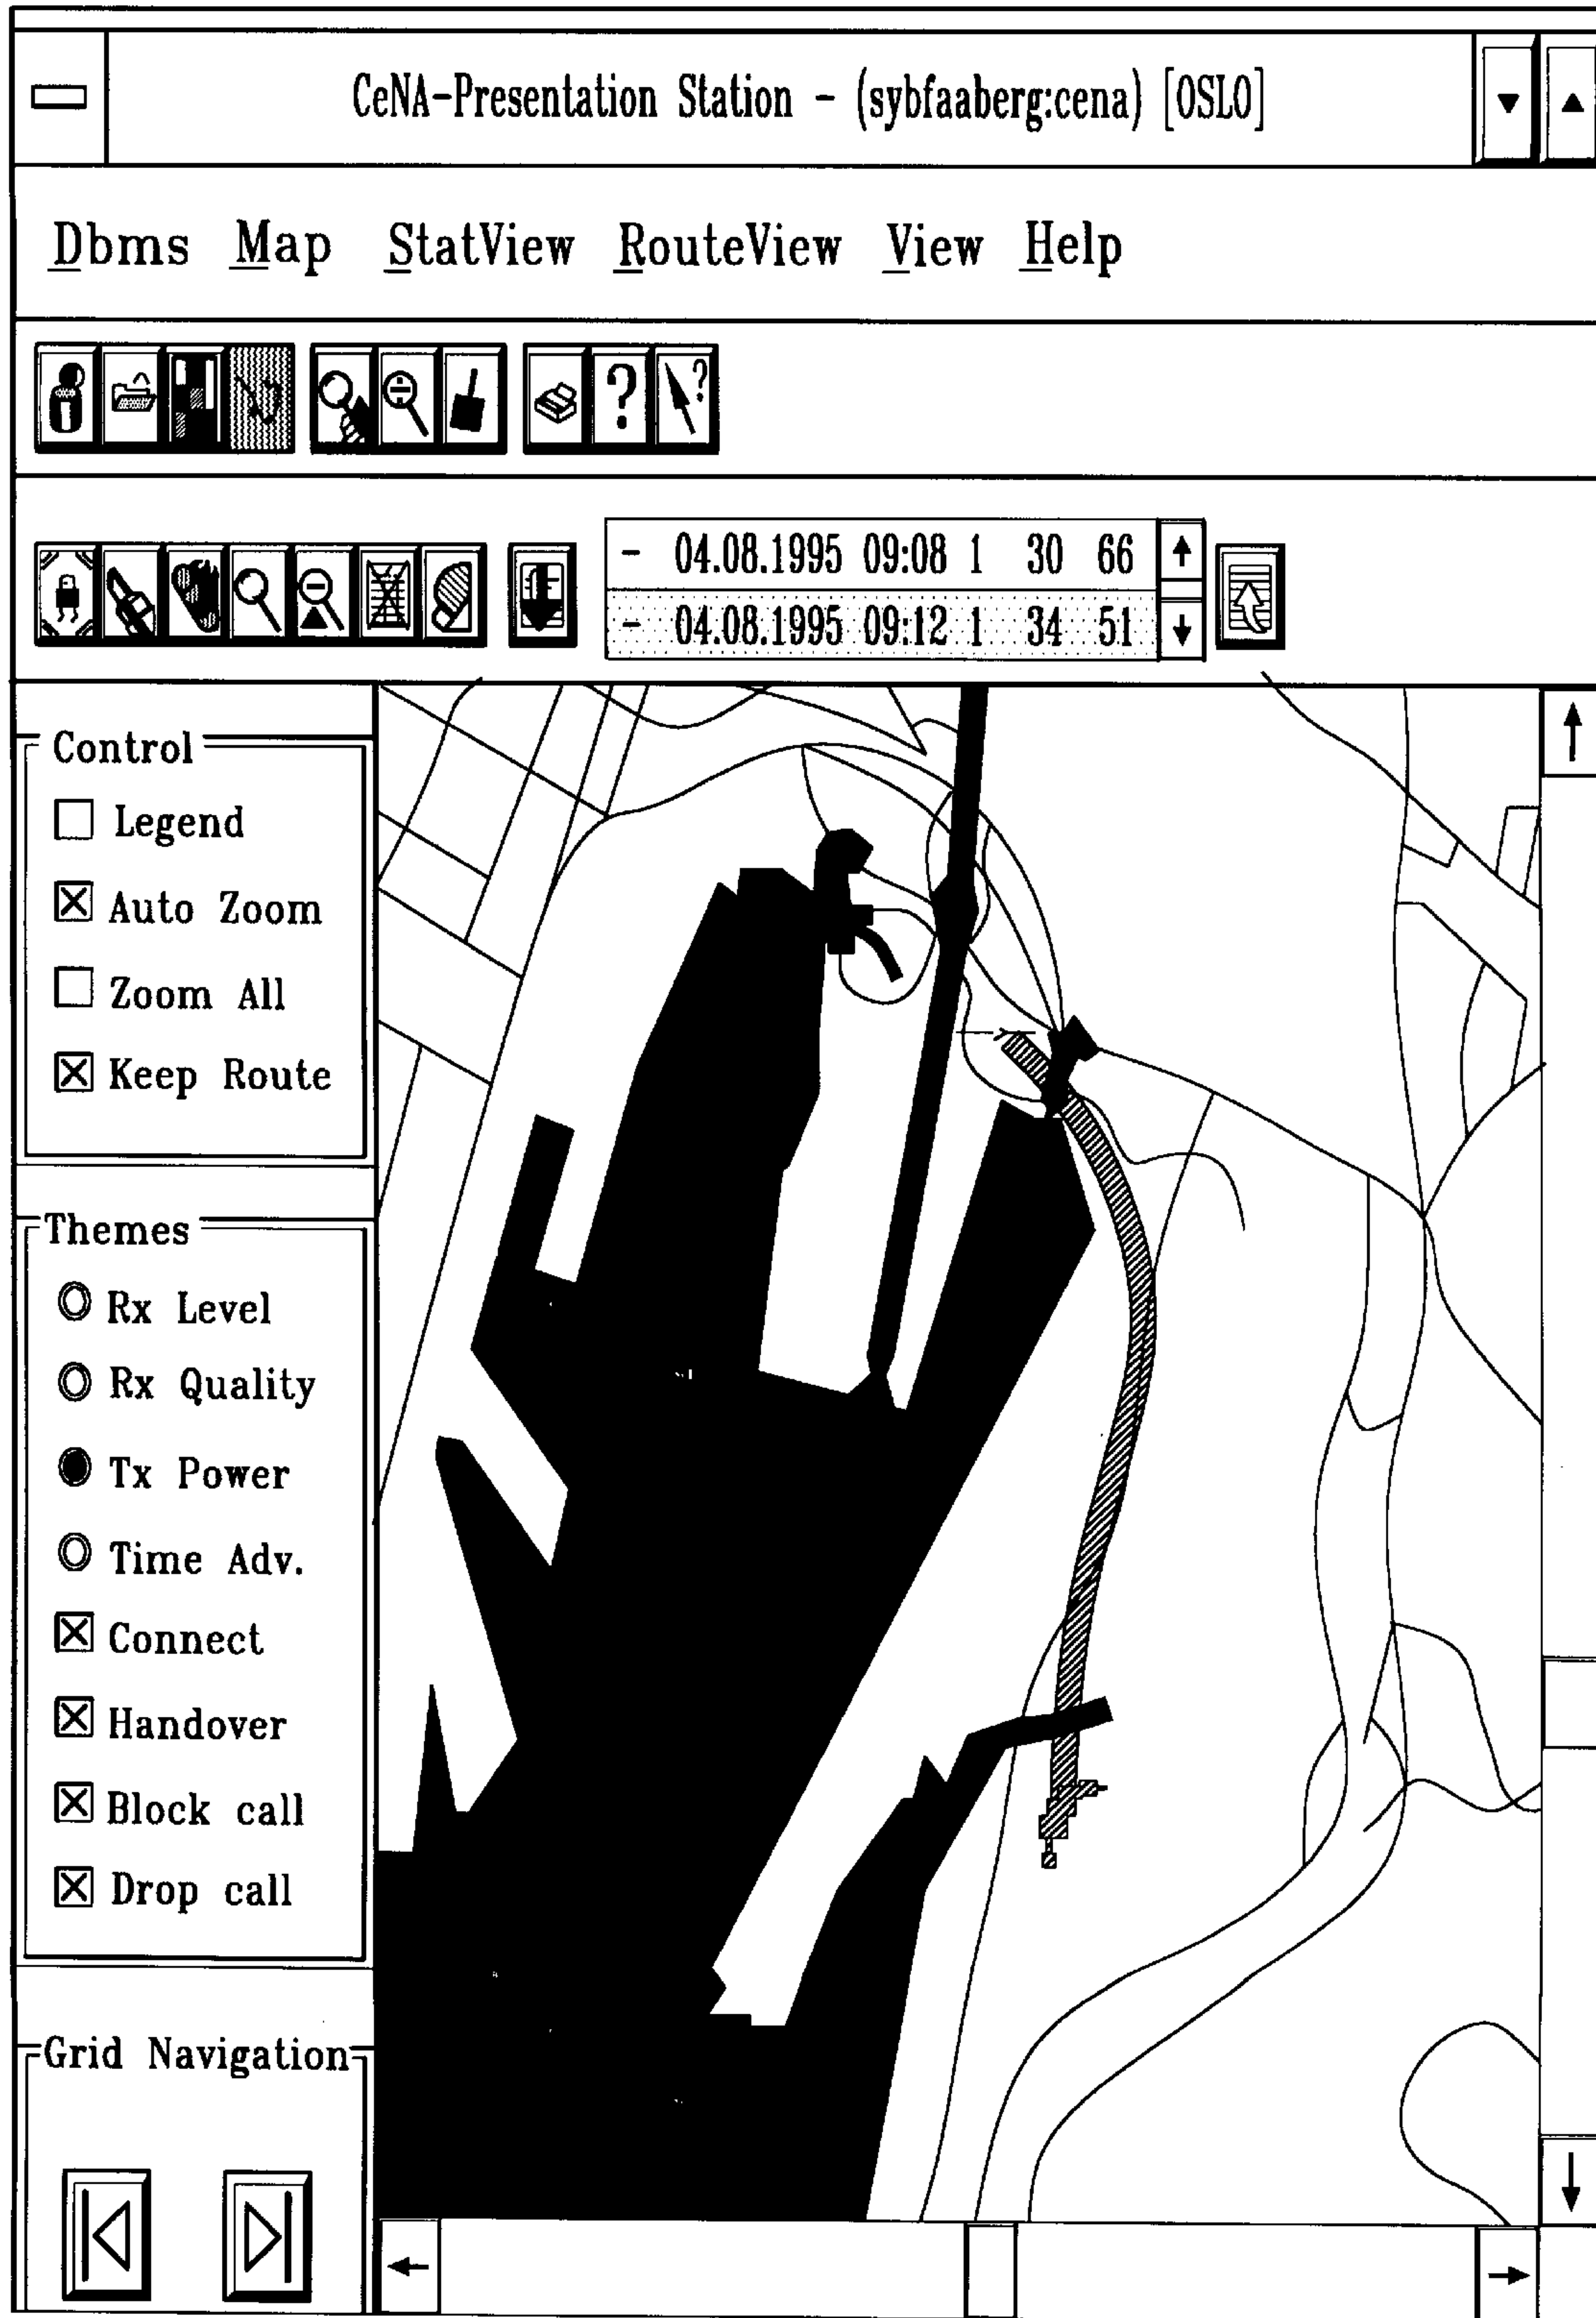 CeNA-Presentation Station - (sybfaaberg:cena) [OSLO]
Dbms Map StatView RouteView View Help
? ?
- 04.08.1995 09:08 1 30 66
- 04.08.1995 09:12 1 34 51
Control
Legend
Auto Zoom
Zoom All
Keep Route
Themes
Rx Level
Rx Quality
Tx Power
Time Adv.
Connect
Handover
Block call
Drop call
Grid Navigation